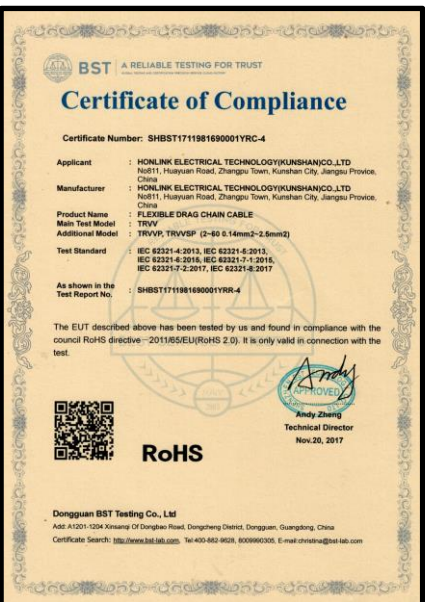 BST A RELIABLE TESTING FOR TRUST
Certificate of Compliance
Certificate Number: SHBST1711981690001YRC-4
Applicant : HONLINK ELECTRICAL TECHNOLOGY(KUNSHAN)CO.,LTD
No811, Huayuan Road, Zhangpu Town, Kunshan City, Jiangsu Provice,
China
Manufacturer : HONLINK ELECTRICAL TECHNOLOGY(KUNSHAN)CO.,LTD
No811, Huayuan Road, Zhangpu Town, Kunshan City, Jiangsu Provice,
China
Product Name : FLEXIBLE DRAG CHAIN CABLE
Main Test Model : TRVV
Additional Model : TRVVP, TRVVSP (2~60 0.14mm2~2.5mm2)
Test Standard : IEC 62321-4:2013, IEC 62321-5:2013,
IEC 62321-6:2015, IEC 62321-7-1:2015,
IEC 62321-7-2:2017, IEC 62321-8:2017
As shown in the
Test Report No. : SHBST1711981690001YRR-4
The EUT described above has been tested by us and found in compliance with the
council RoHS directive – 2011/65/EU(RoHS 2.0). It is only valid in connection with the
test.
Andy
APPROVED
Andy Zheng
Technical Director
Nov.20, 2017
RoHS
Dongguan BST Testing Co., Ltd
Add: A1201-1204 Xinsanqi Of Dongbao Road, Dongcheng District, Dongguan, Guangdong, China
Certificate Search: http://www.bst-lab.com, Tel:400-882-9628, 8009990305, E-mail:christina@bst-lab.com